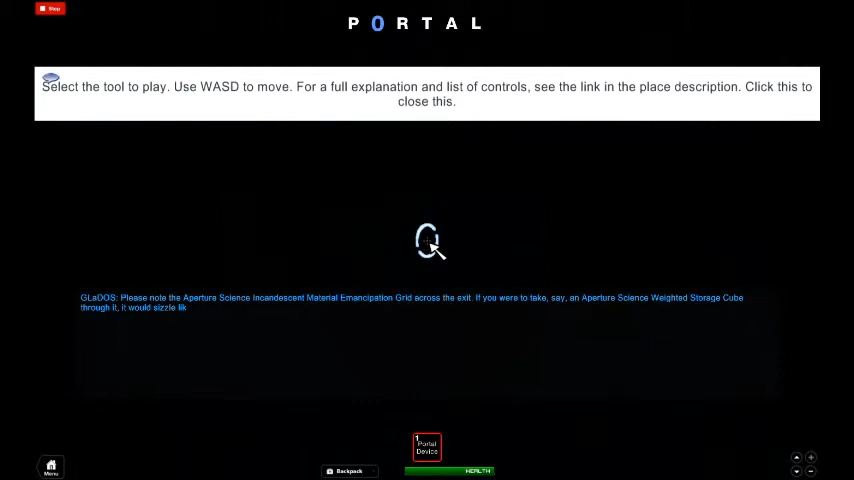 Stop
P O R T A L
Select the tool to play. Use WASD to move. For a full explanation and list of controls, see the link in the place description. Click this to
close this.
GLaDOS: Please note the Aperture Science Incandescent Material Emancipation Grid across the exit. If you were to take, say, an Aperture Science Weighted Storage Cube
through it, it would sizzle lik
1
Portal
Device
Menu
Backpack
HEALTH